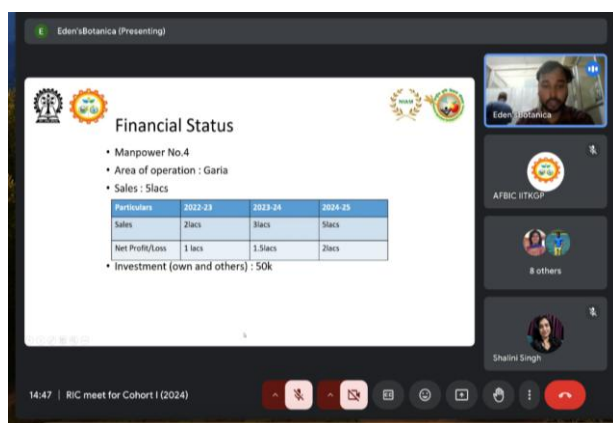 E Eden'sBotanica (Presenting)
Financial Status
• Manpower No.4
• Area of operation : Garia
• Sales : 5lacs
Particulars 2022-23 2023-24 2024-25
Sales 2lacs 3lacs 5lacs
Net Profit/Loss 1 lacs 1.5lacs 2lacs
• Investment (own and others) : 50k
Eden'sBotanica
AFBIC IITKGP
8 others
Shalini Singh
14:47 | RIC meet for Cohort I (2024)